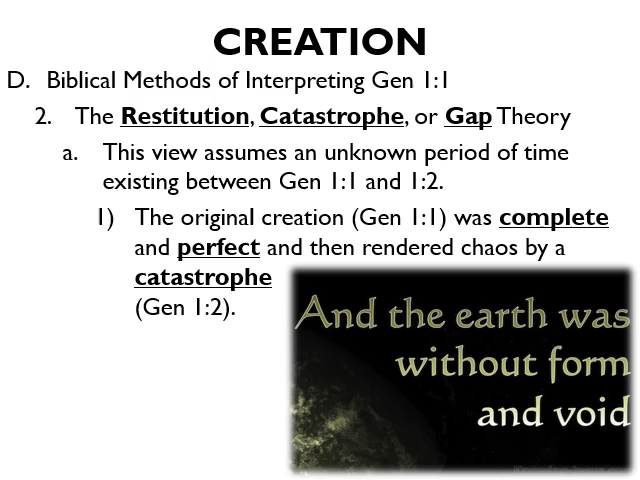 CREATION
D. Biblical Methods of Interpreting Gen 1:1
2. The Restitution, Catastrophe, or Gap Theory
a. This view assumes an unknown period of time
existing between Gen 1:1 and 1:2.
1) The original creation (Gen 1:1) was complete
and perfect and then rendered chaos by a
catastrophe
(Gen 1:2).
And the earth was
without form
and void